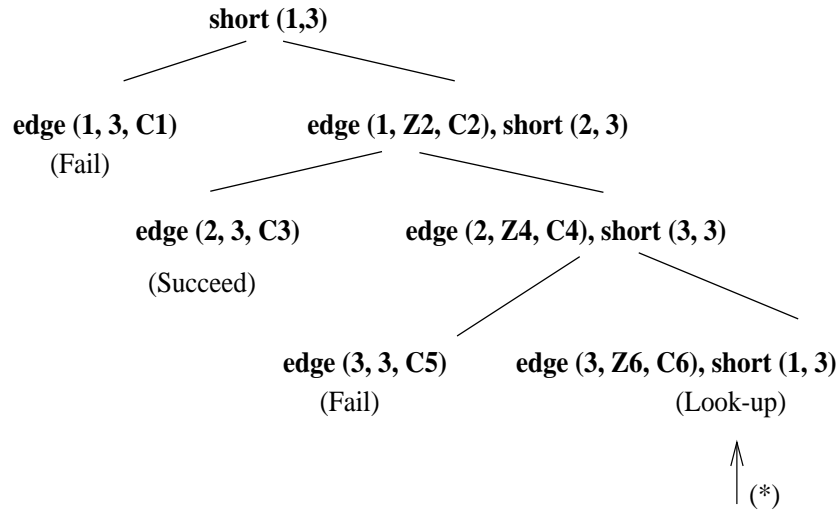 short (1,3)
edge (1, 3, C1)
edge (1, Z2, C2), short (2, 3)
(Fail)
edge (2, 3, C3)
edge (2, Z4, C4), short (3, 3)
(Succeed)
edge (3, 3, C5)
edge (3, Z6, C6), short (1, 3)
(Fail)
(Look-up)
(*)